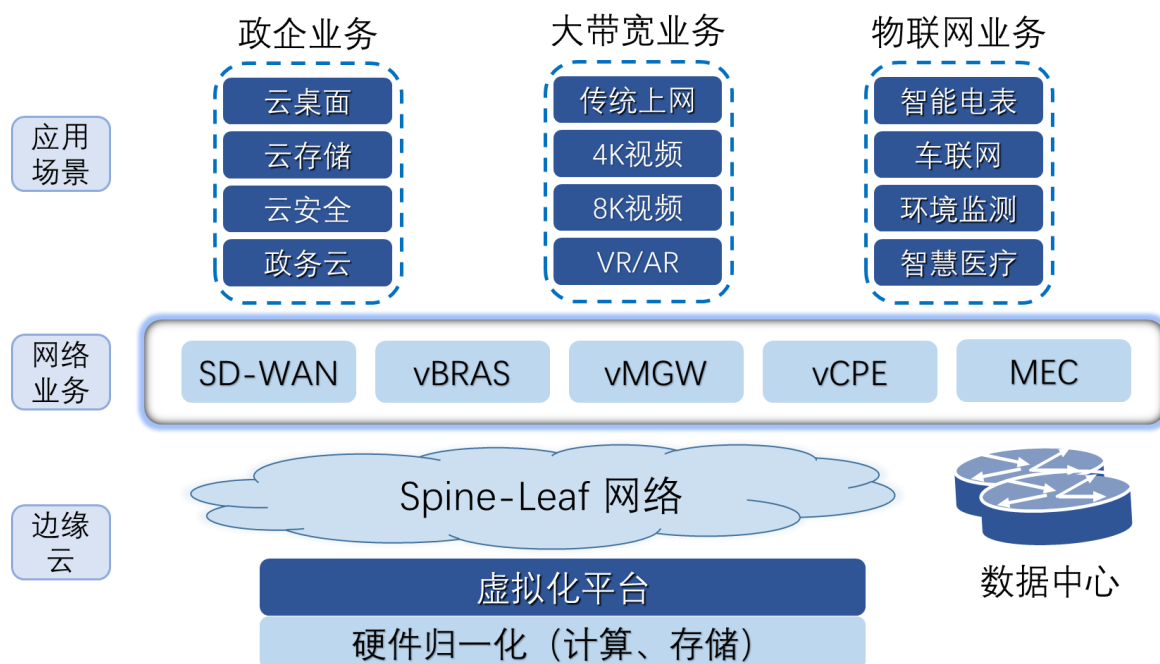 政企业务
大带宽业务
物联网业务
应用
场景
云桌面
云存储
云安全
政务云
传统上网
4K视频
8K视频
VR/AR
智能电表
车联网
环境监测
智慧医疗
网络
业务
SD-WAN
vBRAS
vMGW
vCPE
MEC
边缘
云
Spine-Leaf 网络
数据中心
虚拟化平台
硬件归一化（计算、存储）